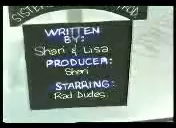 WRITTEN
BY:
Shari & Lisa
PRODUCER:
Shari
STARRING:
Rad Dudes